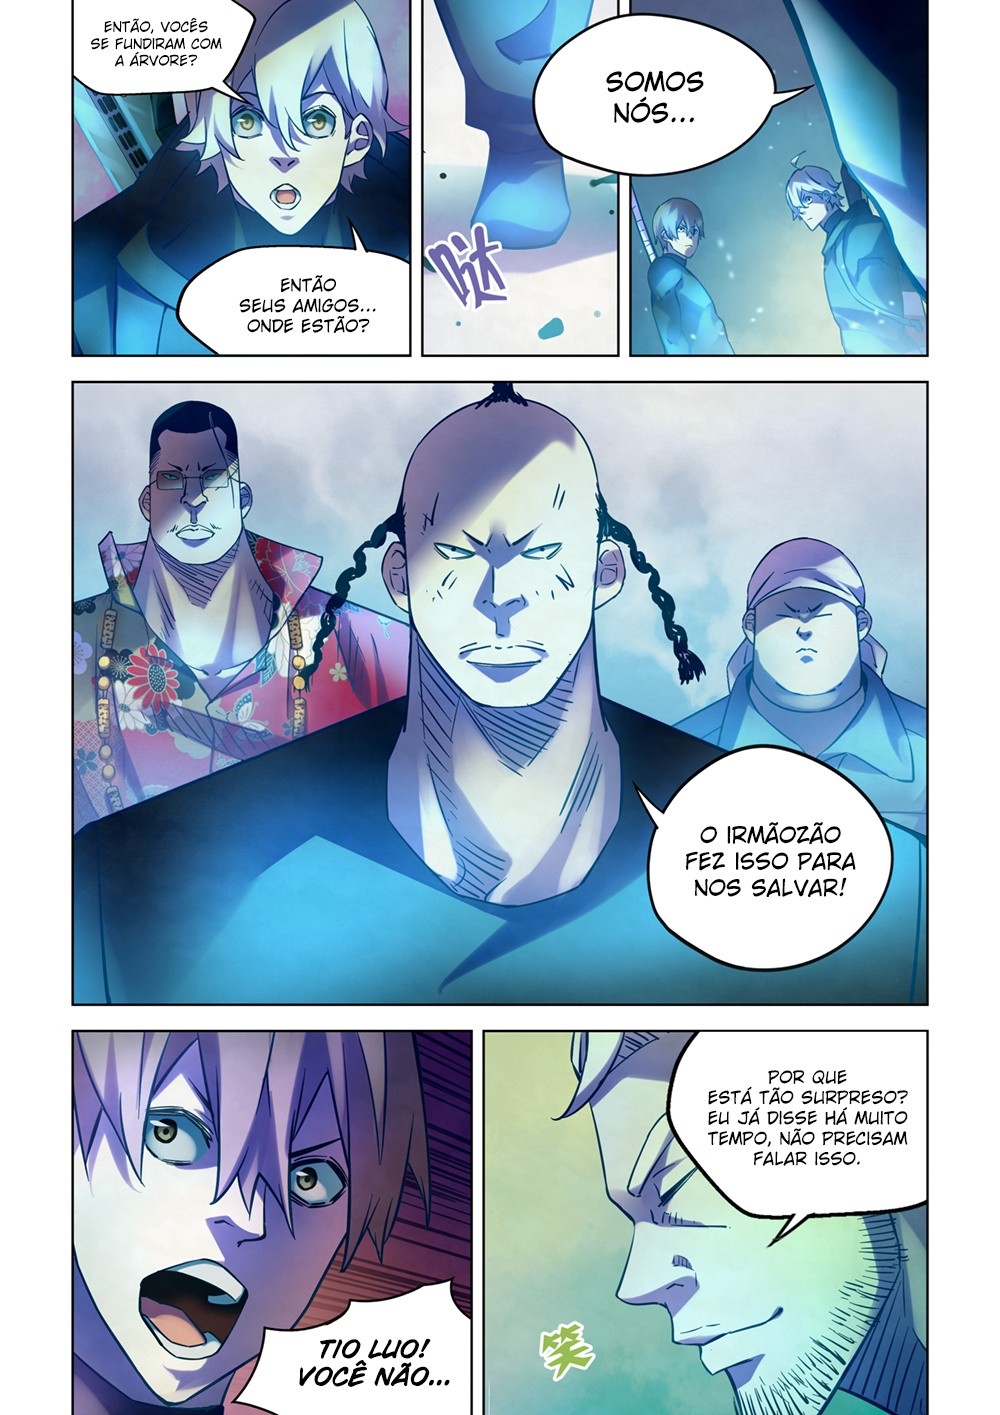 ENTÃO, VOCÊS
SE FUNDIRAM COM
A ÁRVORE?
ENTÃO
SEUS AMIGOS...
ONDE ESTÃO?
哒
SOMOS
NÓS...
O IRMÃOZÃO
FEZ ISSO PARA
NOS SALVAR!
TIO LUO!
VOCÊ NÃO...
POR QUE
ESTÁ TÃO SURPRESO?
EU JÁ DISSE HÁ MUITO
TEMPO, NÃO PRECISAM
FALAR ISSO.
笑